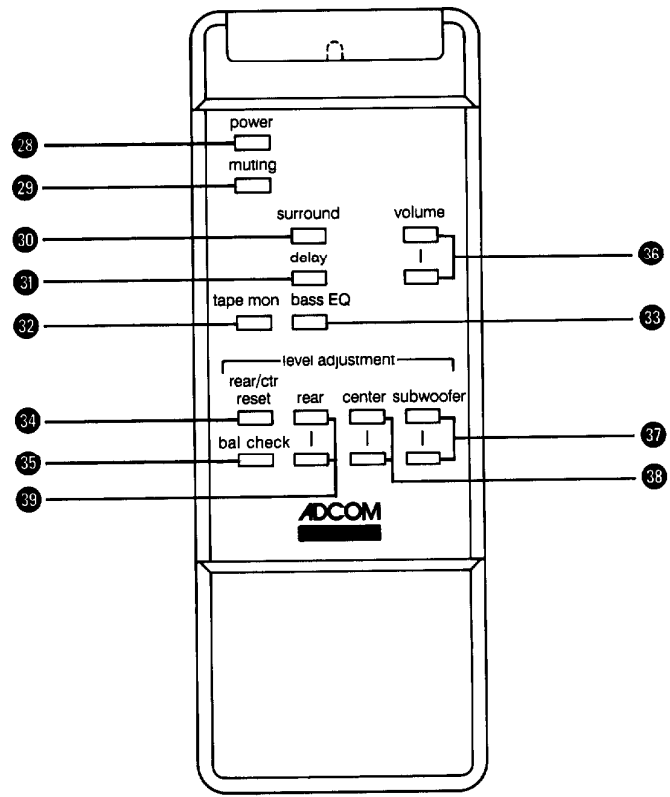 power
28
muting
29
surround
volume
30
36
delay
31
tape mon
bass EQ
32
33
level adjustment
rear/ctr
reset
rear
center
subwoofer
34
37
bal check
35
38
39
ADCOM